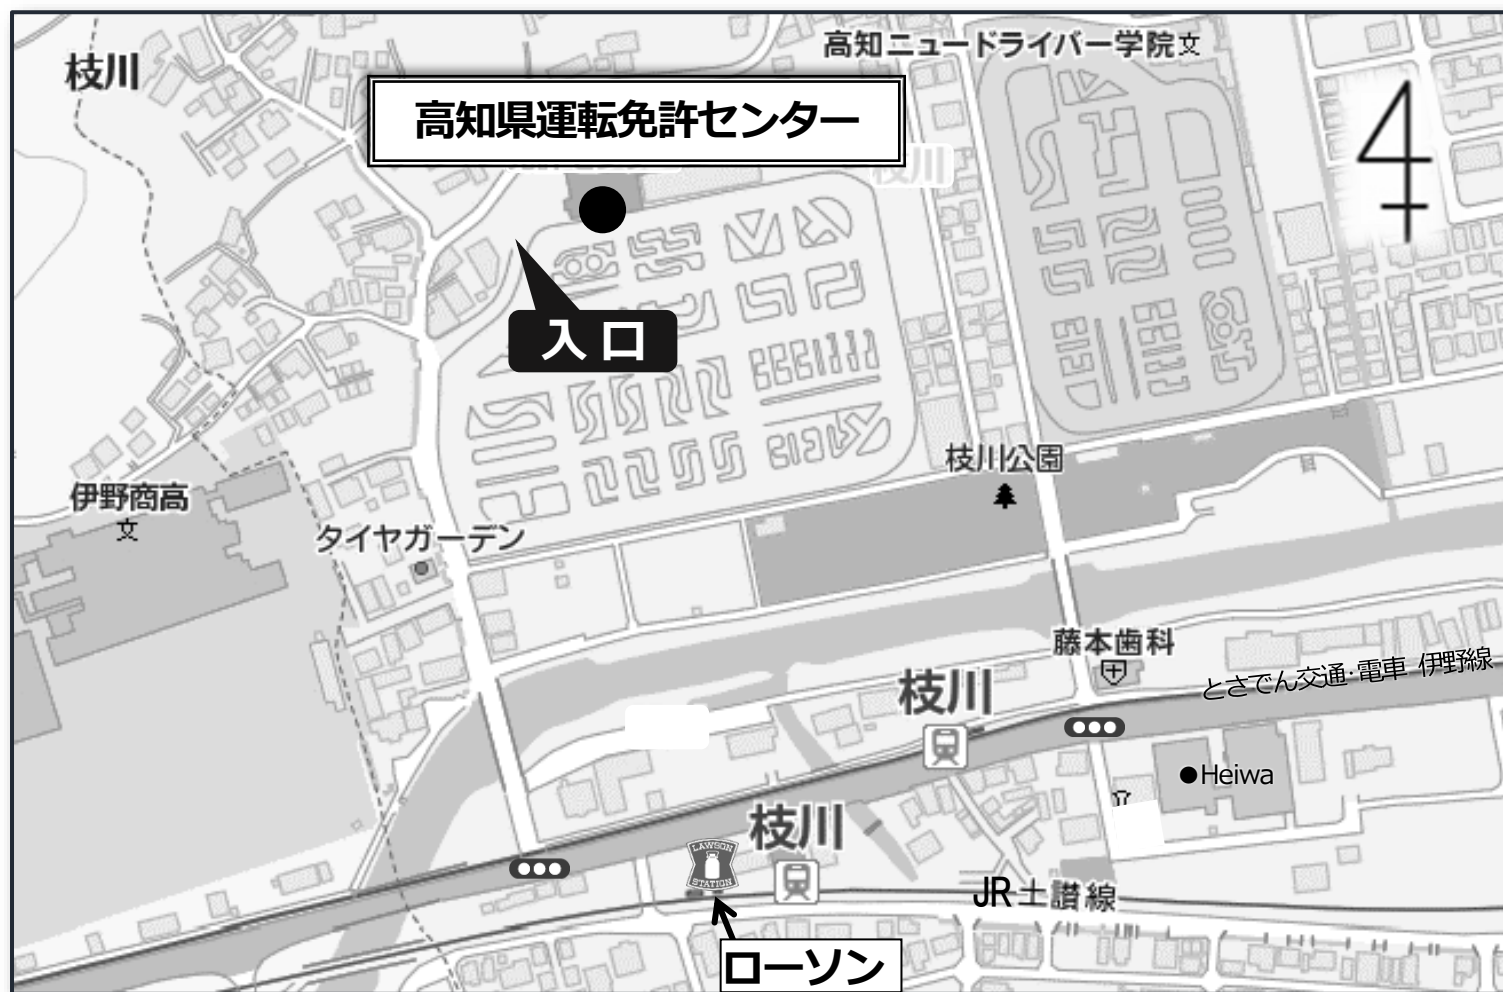 高知ニュードライバー学院
枝川
高知県運転免許センター
枝川
入口
枝川公園
伊野商高
タイヤガーデン
藤本歯科
とさでん交通・電車 伊野線
枝川
Heiwa
枝川
LAWSON
STATION
JR土讃線
ローソン